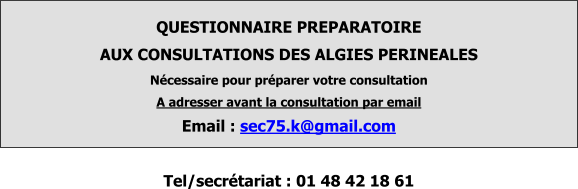 QUESTIONNAIRE PREPARATOIRE
AUX CONSULTATIONS DES ALGIES PERINEALES
Nécessaire pour préparer votre consultation
A adresser avant la consultation par email
Email : sec75.k@gmail.com
Tel/secrétariat : 01 48 42 18 61